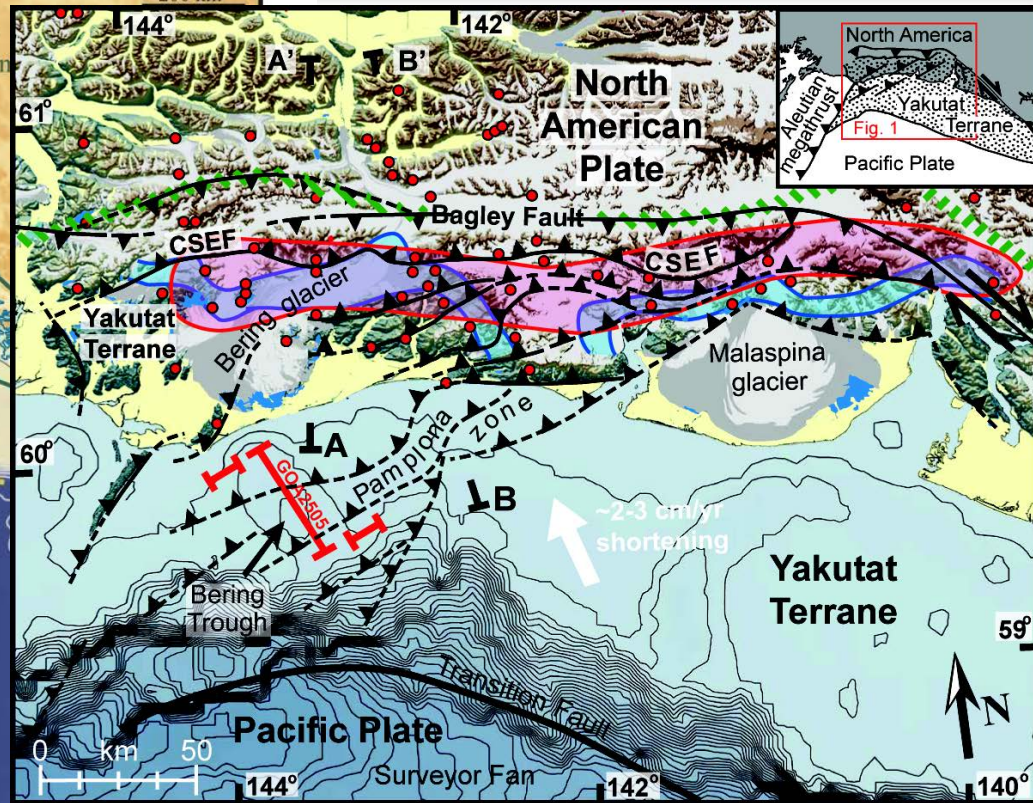 144°
142°
A'
B'
North
American
Plate
61°
North America
Aleutian
megathrust
Yakutat
Terrane
Fig. 1
Pacific Plate
Bagley Fault
CSEF
CSEF
Bering glacier
Yakutat
Terrane
Malaspina
glacier
60°
A
Pamplona
zone
GOA2505
B
~2-3 cm/yr
shortening
Yakutat
Terrane
Bering
Trough
59°
Transition Fault
N
Pacific Plate
0 km 50
Surveyor Fan
144°
142°
140°